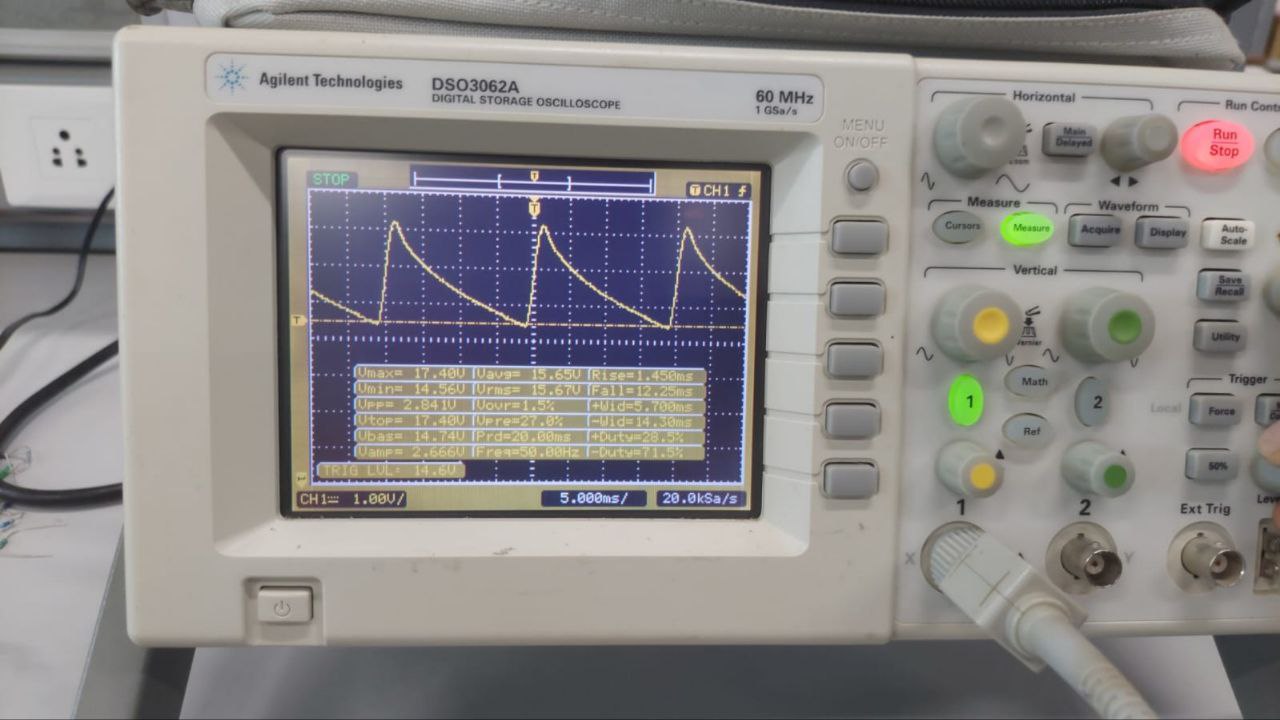 Agilent Technologies
DSO3062A
DIGITAL STORAGE OSCILLOSCOPE
60 MHz
1 GSa/s
MENU
ON/OFF
STOP
T
T CH1
T
T
Vmax= 17.40V Vavg= 15.65V Rise=1.450ms
Vmin= 14.56V Vrms= 15.67V Fall=12.25ms
Vpp= 2.841V Vovr=1.5% +Wid=5.700ms
Vtop= 17.40V Vpre=27.0% -Wid=14.30ms
Vbas= 14.74V Prd=20.00ms +Duty=28.5%
Vamp= 2.666V Freq=50.00Hz -Duty=71.5%
TRIG LVL: 14.6V
CH1 1.00V/ 5.000ms/ 20.0kSa/s
Horizontal
Main
Delayed
Run
Run
Stop
Measure
Cursors
Measure
Waveform
Acquire
Display
Auto-
Scale
Save
Recall
Vertical
Vernier
Utility
Math
1
2
Ref
Local
Trigger
Force
50%
1
2
Ext Trig
X
Y